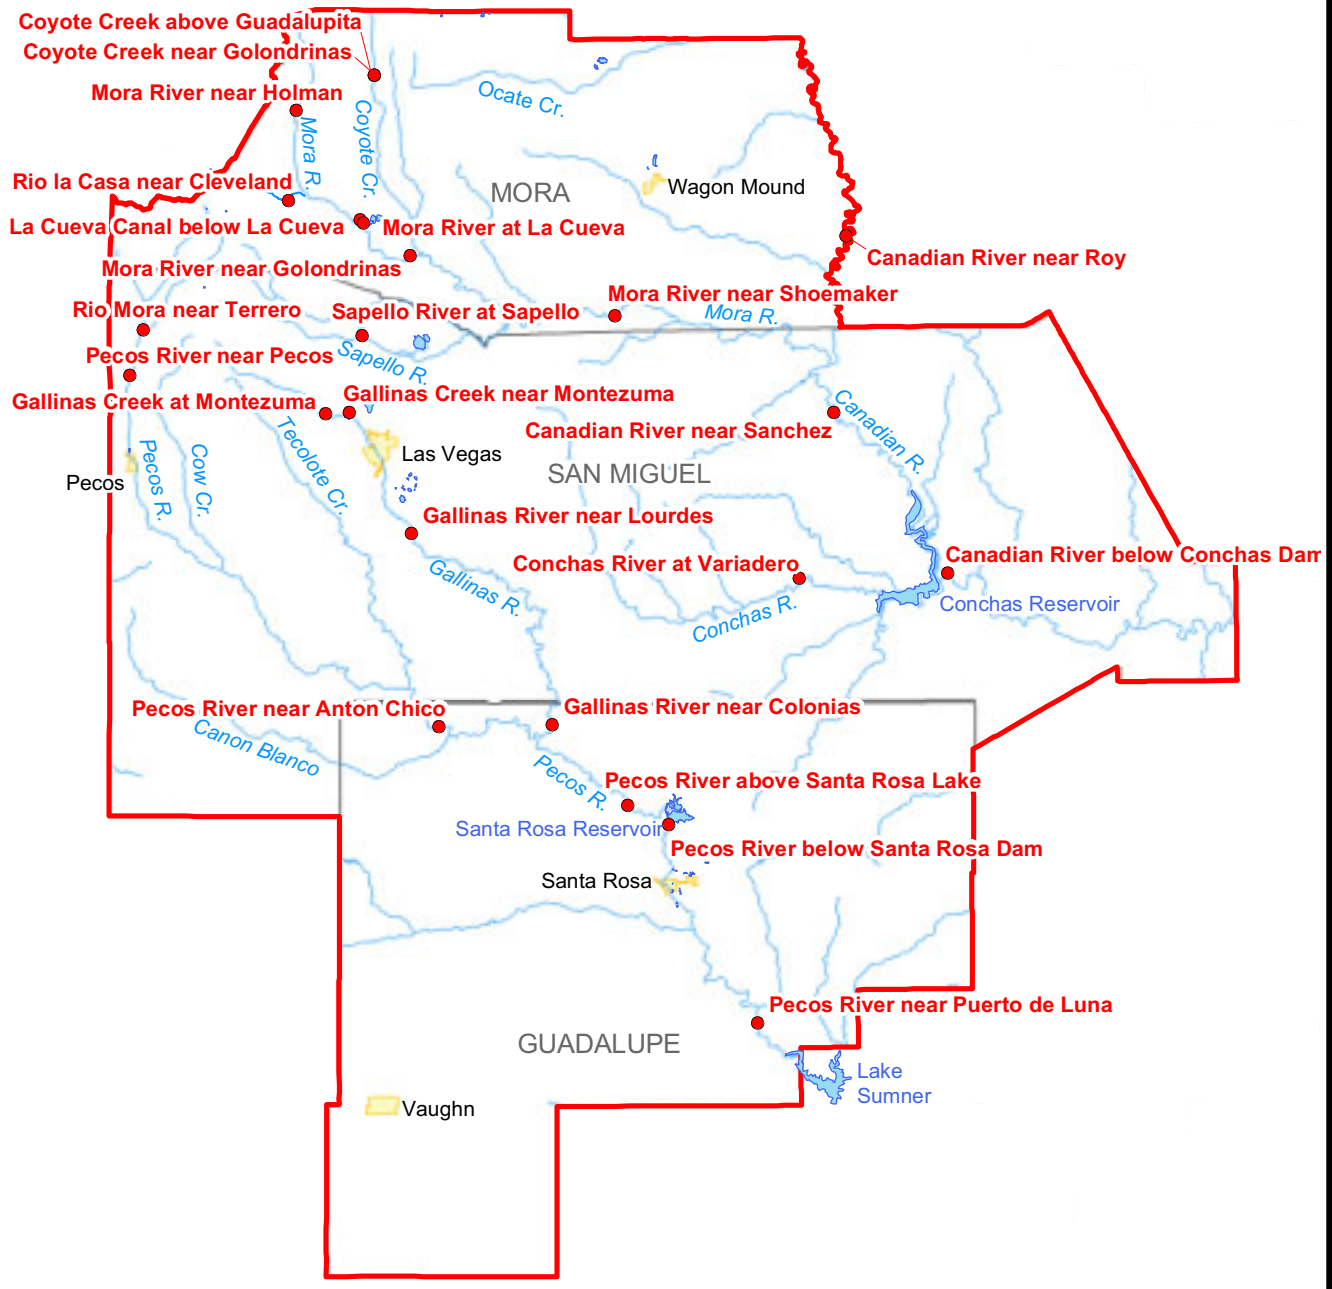 Coyote Creek above Guadalupita
Coyote Creek near Golondrinas
Mora River near Holman
Ocate Cr.
Coyote Cr.
Mora R.
Rio la Casa near Cleveland
MORA
Wagon Mound
La Cueva Canal below La Cueva
Mora River at La Cueva
Canadian River near Roy
Mora River near Golondrinas
Mora River near Shoemaker
Rio Mora near Terrero
Sapello River at Sapello
Mora R.
Pecos River near Pecos
Sapello R.
Gallinas Creek at Montezuma
Gallinas Creek near Montezuma
Canadian River near Sanchez
Canadian R.
Tecolote Cr.
Las Vegas
SAN MIGUEL
Pecos
Pecos R.
Cow Cr.
Gallinas River near Lourdes
Conchas River at Variadero
Canadian River below Conchas Dam
Gallinas R.
Conchas R.
Conchas Reservoir
Pecos River near Anton Chico
Gallinas River near Colonias
Canon Blanco
Pecos R.
Pecos River above Santa Rosa Lake
Santa Rosa Reservoir
Pecos River below Santa Rosa Dam
Santa Rosa
Pecos River near Puerto de Luna
GUADALUPE
Lake
Sumner
Vaughn